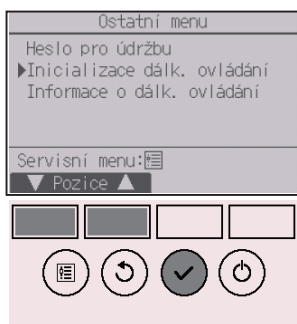 Ostatní menu
Heslo pro údržbu
▶Inicializace dálk. ovládání
Informace o dálk. ovládání
Servisní menu:
▼ Pozice ▲